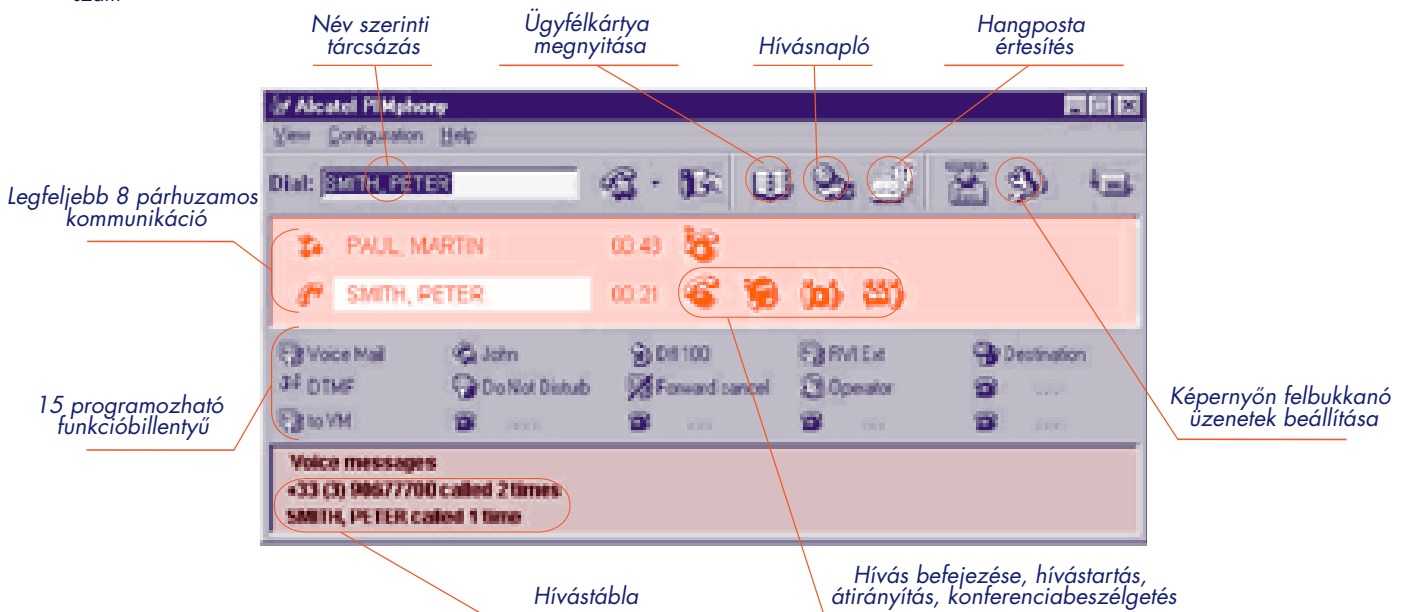 szám
Név szerinti
tárcsázás
Ügyfélkártya
megnyitása
Hívásnapló
Hangposta
értesítés
Alcatel PIMphony
View Configuration Help
Dial: SMITH, PETER
Legfeljebb 8 párhuzamos
kommunikáció
PAUL, MARTIN 00:43
SMITH, PETER 00:21
Voice Mail John DII 100 RVI Ext Destination
DTMF Do Not Disturb Forward cancel Operator ....
to VM .... .... .... ....
15 programozható
funkcióbillentyű
Képernyőn felbukkanó
üzenetek beállítása
Voice messages
+33 (3) 90677700 called 2 times
SMITH, PETER called 1 time
Hívástábla
Hívás befejezése, hívástartás,
átirányítás, konferenciabeszélgetés